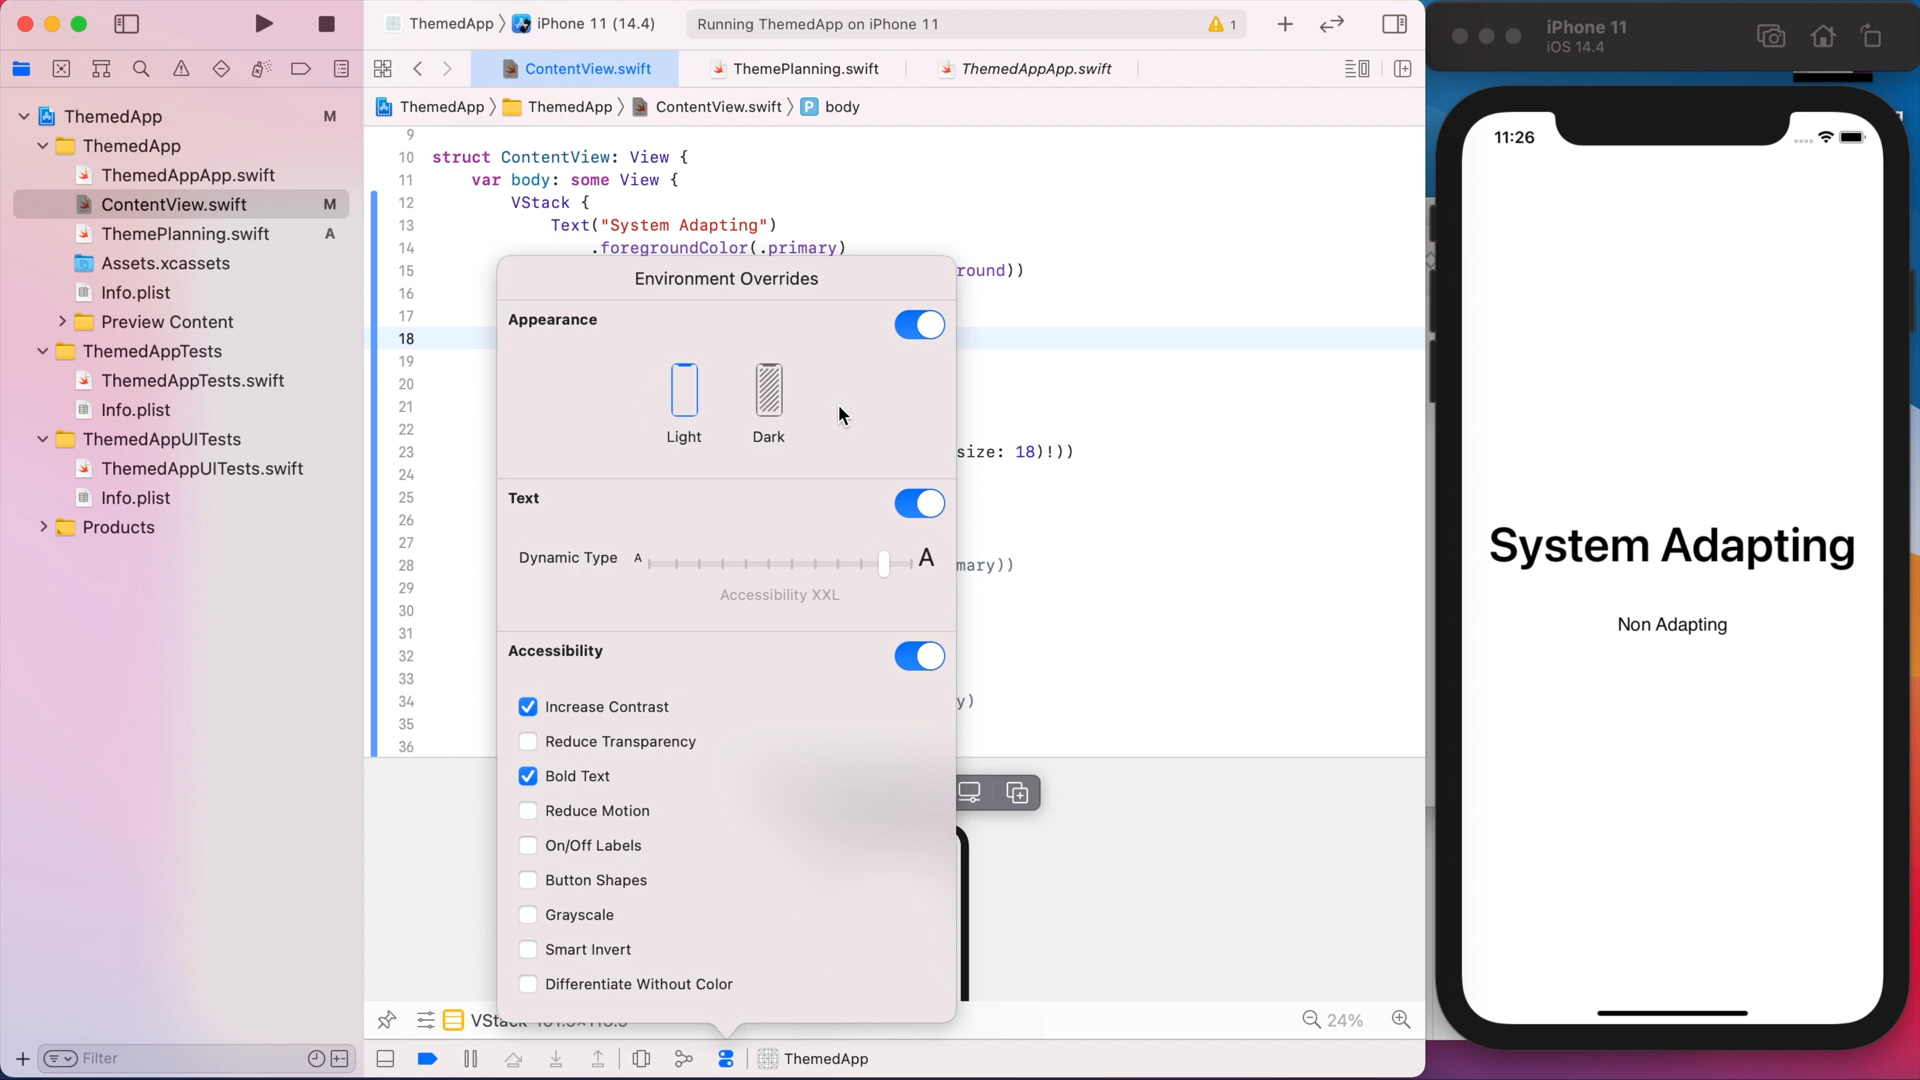 ThemedApp
iPhone 11 (14.4)
Running ThemedApp on iPhone 11
1
iPhone 11
iOS 14.4
ContentView.swift
ThemePlanning.swift
ThemedAppApp.swift
ThemedApp
ThemedApp
ContentView.swift
P
body
ThemedApp M
ThemedApp
ThemedAppApp.swift
ContentView.swift M
ThemePlanning.swift A
Assets.xcassets
Info.plist
Preview Content
ThemedAppTests
ThemedAppTests.swift
Info.plist
ThemedAppUITests
ThemedAppUITests.swift
Info.plist
Products
Filter
9
10 struct ContentView: View {
11 var body: some View {
12 VStack {
13 Text("System Adapting")
14 .foregroundColor(.primary)
15 round))
16
17
18
19
20
21
22
23 size: 18)!))
24
25
26
27
28 mary))
29
30
31
32
33
34 y)
35
36
Environment Overrides
Appearance
Light
Dark
Text
Dynamic Type A A
Accessibility XXL
Accessibility
Increase Contrast
Reduce Transparency
Bold Text
Reduce Motion
On/Off Labels
Button Shapes
Grayscale
Smart Invert
Differentiate Without Color
24%
ThemedApp
11:26
System Adapting
Non Adapting